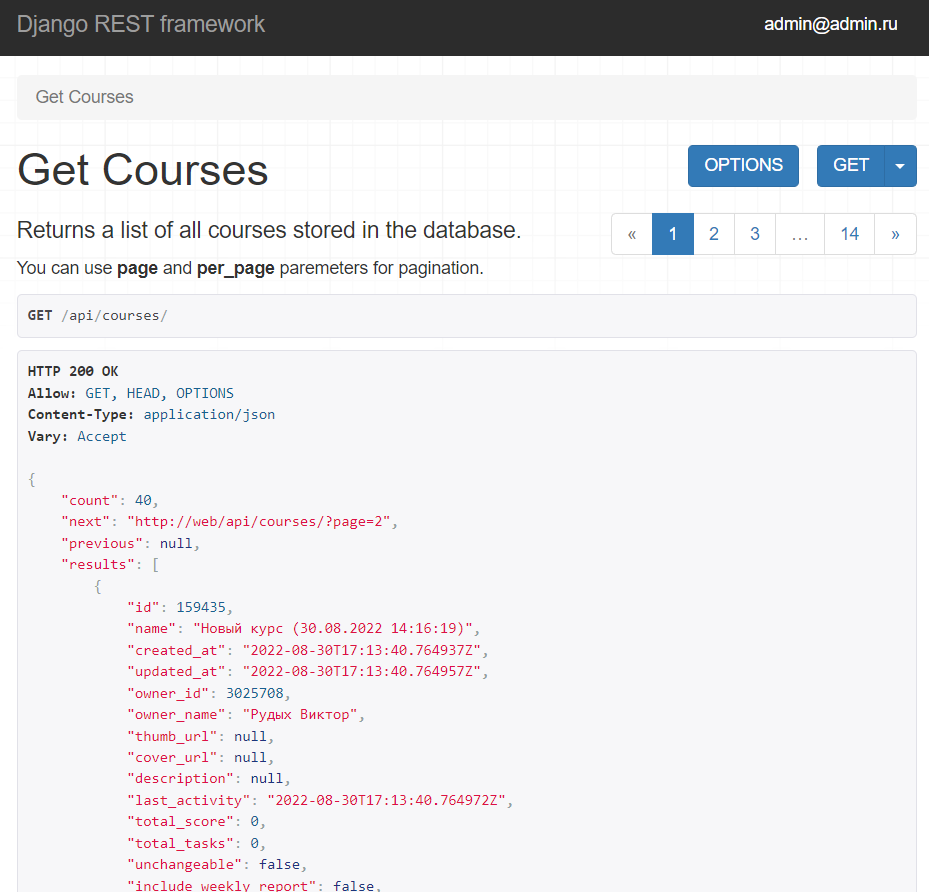 Django REST framework
admin@admin.ru
Get Courses
Get Courses
OPTIONS
GET
Returns a list of all courses stored in the database.
« 1 2 3 … 14 »
You can use page and per_page paremeters for pagination.
GET /api/courses/
HTTP 200 OK
Allow: GET, HEAD, OPTIONS
Content-Type: application/json
Vary: Accept
{
"count": 40,
"next": "http://web/api/courses/?page=2",
"previous": null,
"results": [
{
"id": 159435,
"name": "Новый курс (30.08.2022 14:16:19)",
"created_at": "2022-08-30T17:13:40.764937Z",
"updated_at": "2022-08-30T17:13:40.764957Z",
"owner_id": 3025708,
"owner_name": "Рудых Виктор",
"thumb_url": null,
"cover_url": null,
"description": null,
"last_activity": "2022-08-30T17:13:40.764972Z",
"total_score": 0,
"total_tasks": 0,
"unchangeable": false,
"include_weekly_report": false,